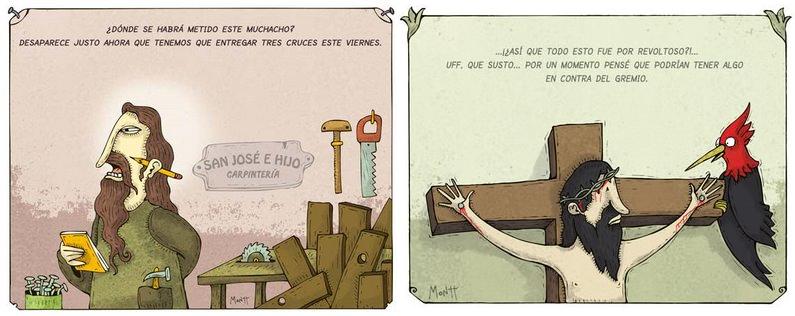 ¿DÓNDE SE HABRÁ METIDO ESTE MUCHACHO?
DESAPARECE JUSTO AHORA QUE TENEMOS QUE ENTREGAR TRES CRUCES ESTE VIERNES.
SAN JOSÉ E HIJO
CARPINTERÍA
MONTT
...¡¿ASÍ QUE TODO ESTO FUE POR REVOLTOSO?!...
UFF, QUE SUSTO... POR UN MOMENTO PENSÉ QUE PODRÍAN TENER ALGO
EN CONTRA DEL GREMIO.
MONTT